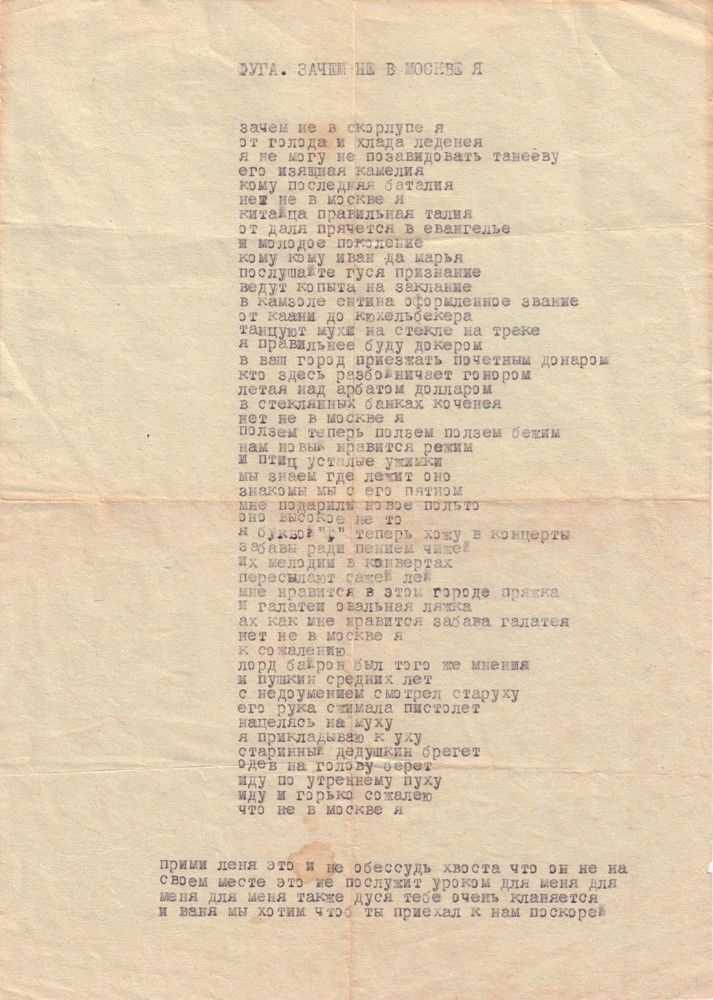 ФУГА. ЗАЧЕМ НЕ В МОСКВЕ Я
зачем не в скорлупе я
от голода и хлада леденея
я не могу не позавидовать танееву
его изящная камелия
кому последняя баталия
нет не в москве я
китайца правильная талия
от даля прячется в евангелье
и молодое поколение
кому кому иван да марья
послушайте гуся признание
ведут копыта на заклание
в камзоле ентина оформленное звание
от каани до кюхельбекера
танцуют мухи на стекле на треке
я правильнее буду докером
в ваш город приезжать почетным донаром
кто здесь разбойничает гонором
летая над арбатом долларом
в стеклянных банках коченея
нет не в москве я
ползем теперь ползем ползем бежим
нам новый нравится режим
и птиц усталые ужимки
мы знаем где лежит оно
знакомы мы с его пятном
мне подарили новое польто
оно высокое не то
я буквой "ф" теперь хожу в концерты
забавы ради пением чижей
их мелодии в конвертах
пересылают сажей лей
мне нравится в этом городе пряжка
и галатеи овальная ляжка
ах как мне нравится забава галатея
нет не в москве я
к сожалению
лорд байрон был того же мнения
и пушкин средних лет
с недоумением смотрел старуху
его рука сжимала пистолет
нацелясь на муху
я прикладываю к уху
старинный дедушкин брегет
одев на голову берет
иду по утреннему пуху
иду и горько сожалею
что не в москве я
прими леня это и не обессудь хвоста что он не на
своем месте это же послужит уроком для меня для
меня для меня также дуся тебе очень кланяется
и ваня мы хотим чтоб ты приехал к нам поскорей